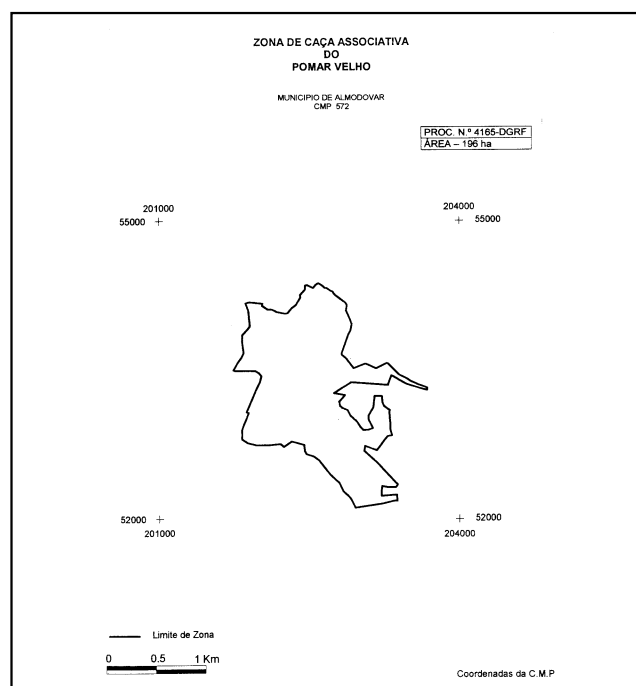 ZONA DE CAÇA ASSOCIATIVA
DO
POMAR VELHO
MUNICIPIO DE ALMODOVAR
CMP 572
PROC. N.º 4165-DGRF
ÁREA – 196 ha
201000
204000
55000
55000
52000
52000
201000
204000
Limite de Zona
0 0.5 1 Km
Coordenadas da C.M.P